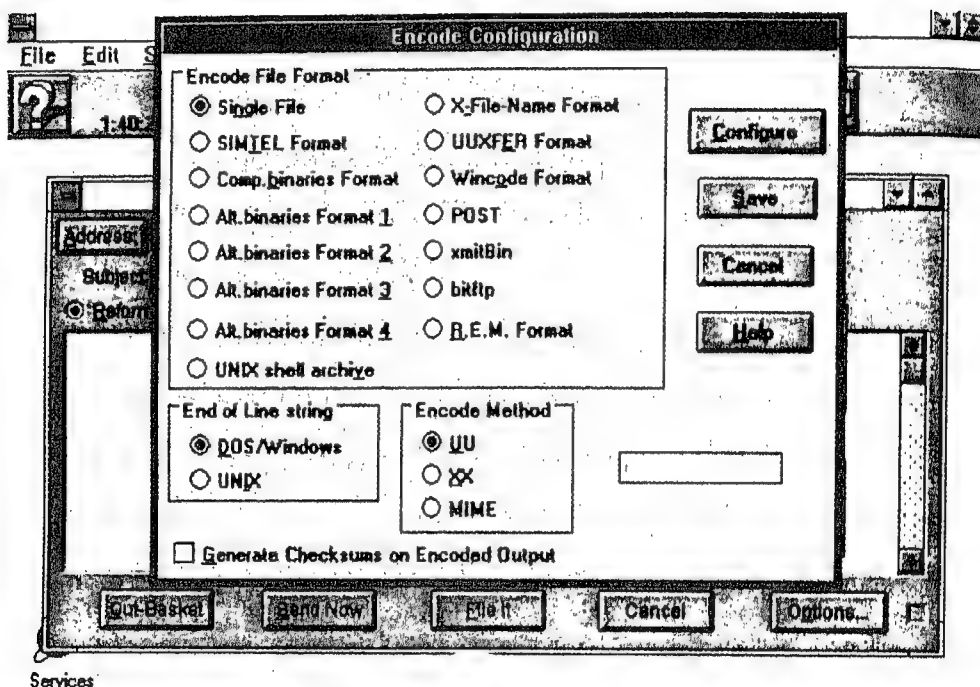 Encode Configuration
File Edit S
1:40:
Encode File Format
Single File
X-File-Name Format
SIMTEL Format
UUXFER Format
Comp.binaries Format
Wincode Format
Alt.binaries Format 1
POST
Alt.binaries Format 2
xmitBin
Alt.binaries Format 3
bitftp
Alt.binaries Format 4
R.E.M. Format
UNIX shell archive
Configure
Save
Cancel
Help
Address:
Subject
Return
End of Line string
DOS/Windows
UNIX
Encode Method
UU
XX
MIME
Generate Checksums on Encoded Output
Out-Basket
Send Now
File It
Cancel
Options...
Services